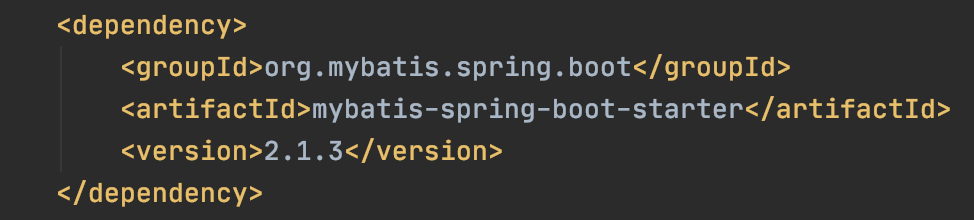 <dependency>
<groupId>org.mybatis.spring.boot</groupId>
<artifactId>mybatis-spring-boot-starter</artifactId>
<version>2.1.3</version>
</dependency>